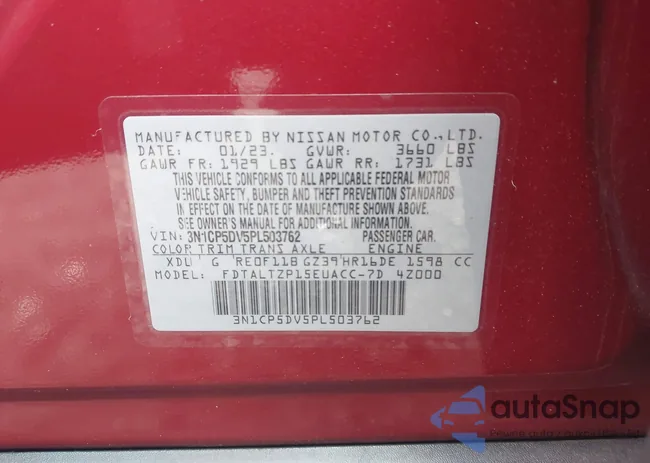 MANUFACTURED BY NISSAN MOTOR CO.,LTD.
DATE: 01/23. GVWR: 3660 LBS
GAWR FR: 1929 LBS GAWR RR: 1731 LBS
THIS VEHICLE CONFORMS TO ALL APPLICABLE FEDERAL MOTOR
VEHICLE SAFETY, BUMPER AND THEFT PREVENTION STANDARDS
IN EFFECT ON THE DATE OF MANUFACTURE SHOWN ABOVE.
SEE OWNER'S MANUAL FOR ADDITIONAL INFORMATION.
VIN: 3N1CP5DV5PL503762 PASSENGER CAR.
COLOR TRIM TRANS AXLE ENGINE
XDL G RE0F11B GZ39 HR16DE 1598 CC
MODEL: FDTALTZP15EUACC-7D 4Z000
3N1CP5DV5PL503762
autaSnap